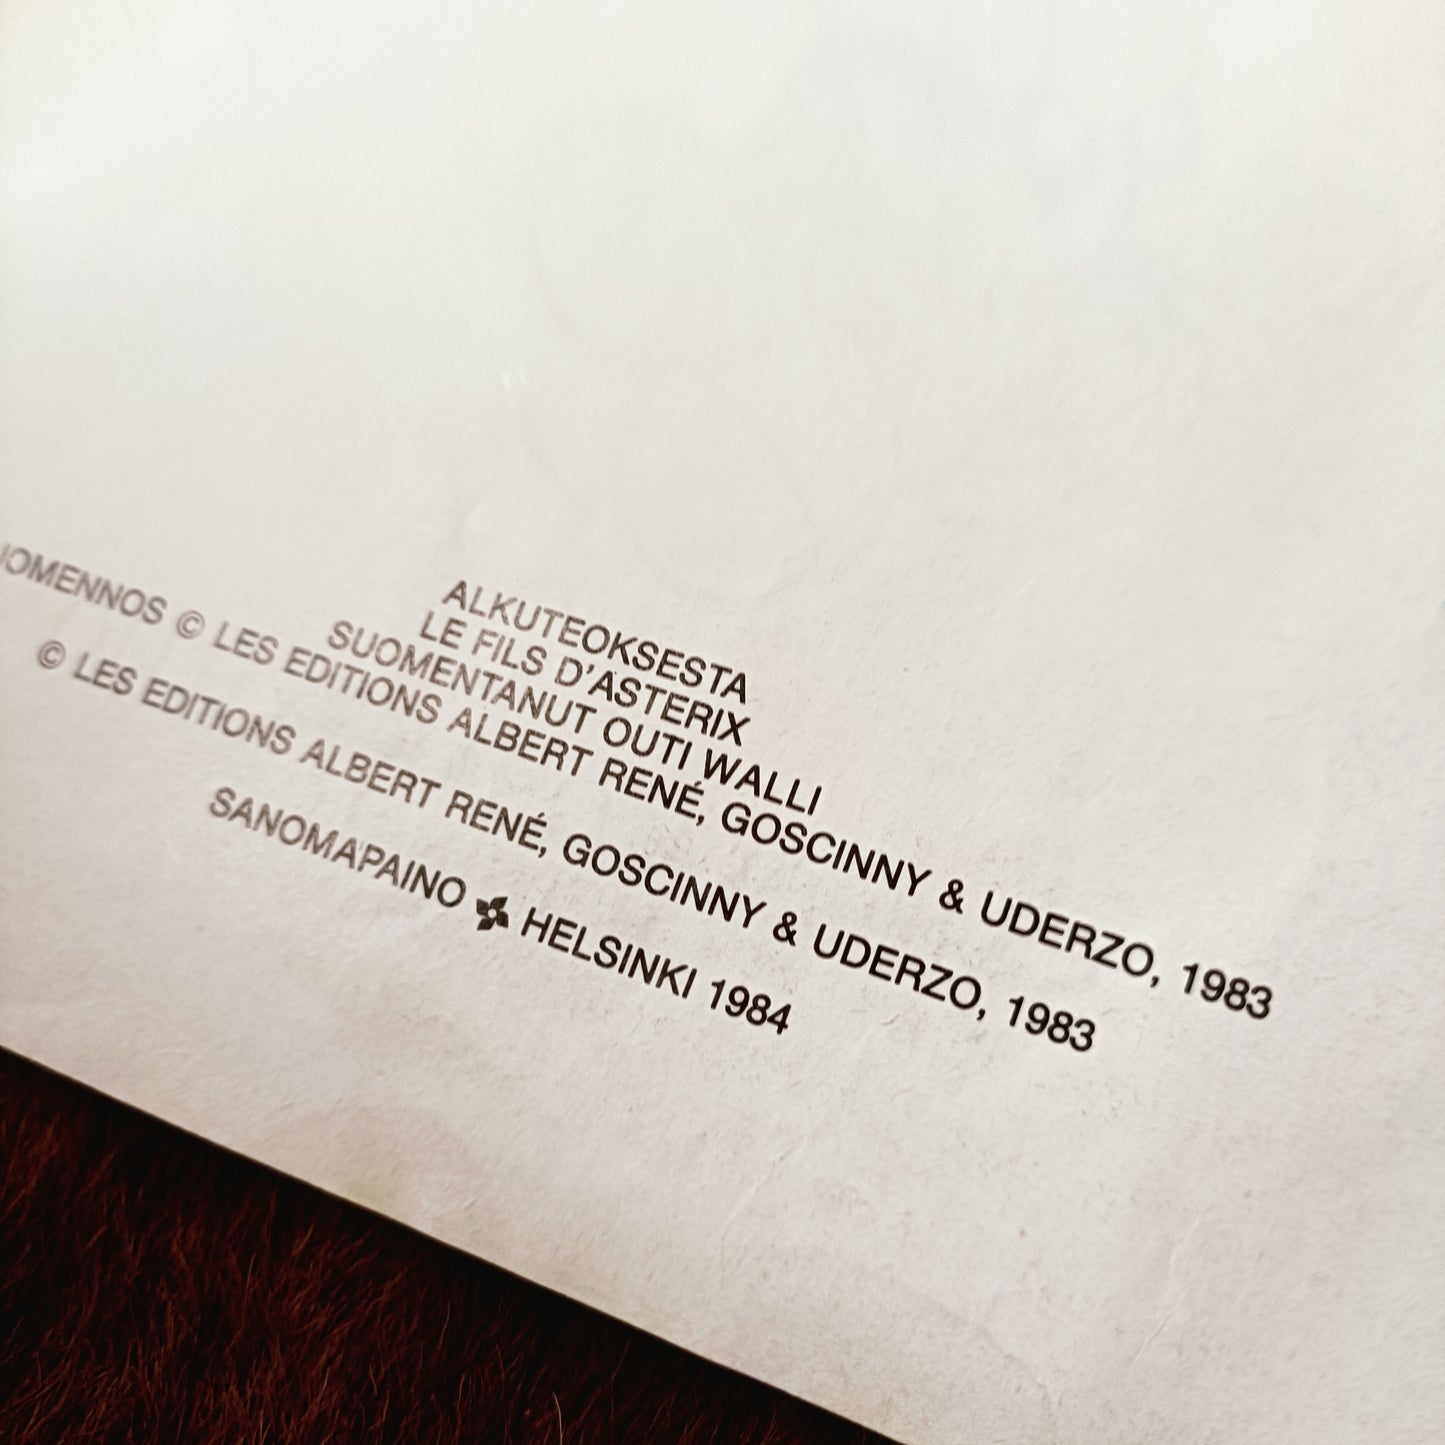 ALKUTEOKSESTA
LE FILS D'ASTERIX
SUOMENTANUT OUTI WALLI
© LES EDITIONS ALBERT RENÉ, GOSCINNY & UDERZO, 1983
© LES EDITIONS ALBERT RENÉ, GOSCINNY & UDERZO, 1983
SANOMAPAINO HELSINKI 1984